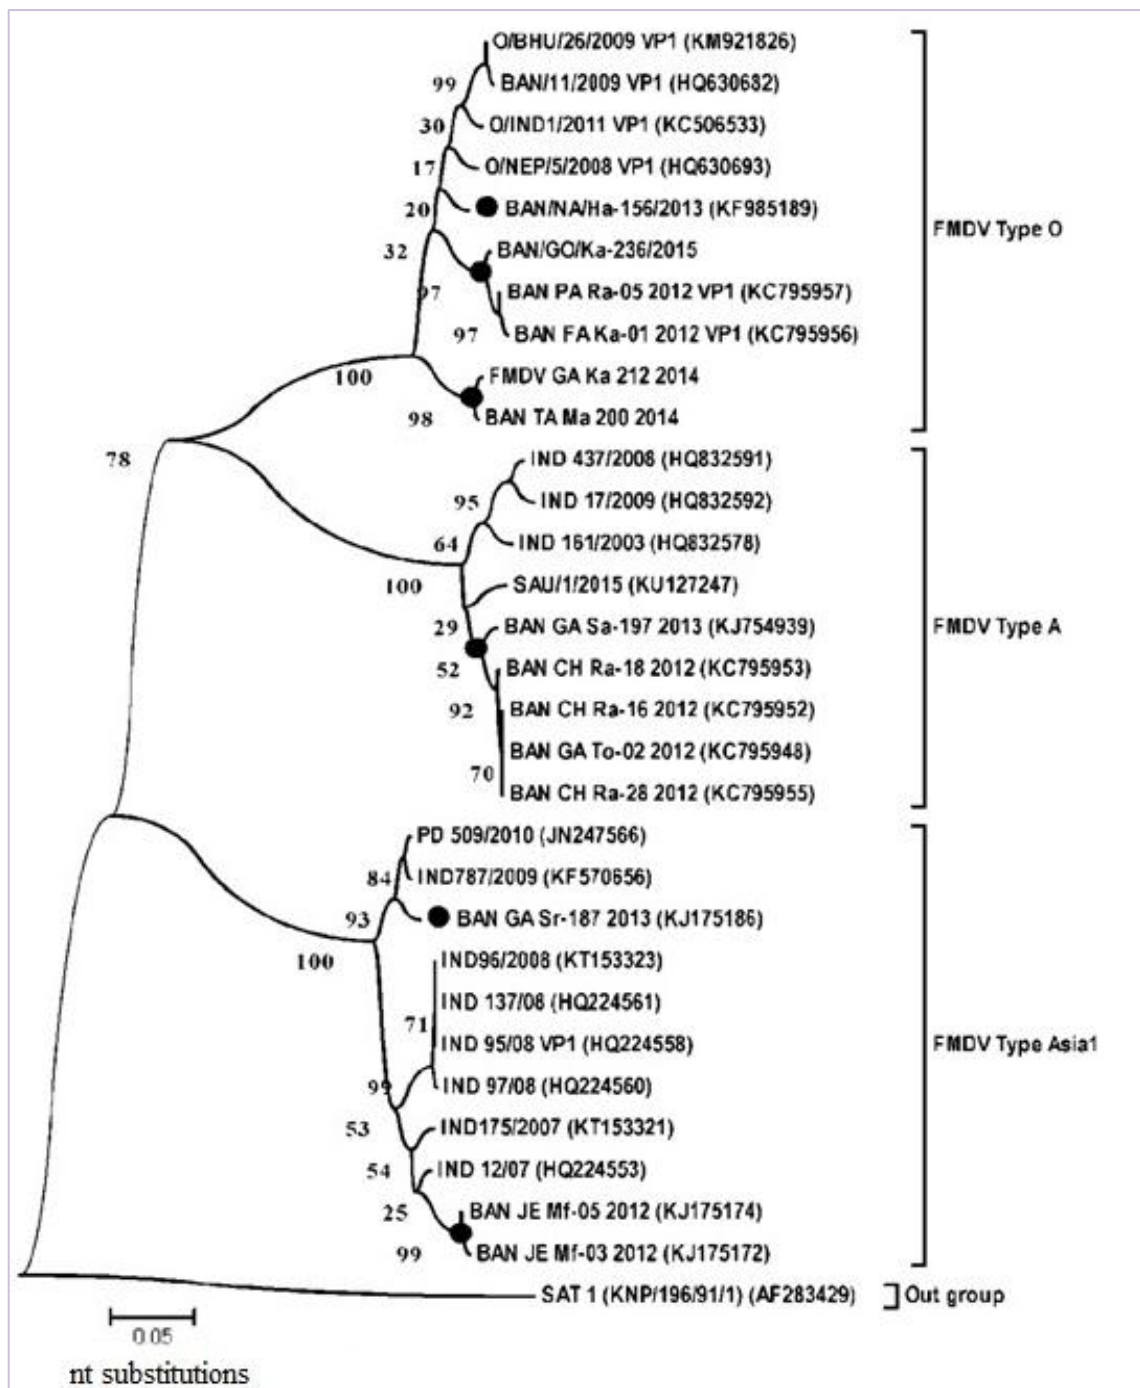 O/BHU/26/2009 VP1 (KM921826)
99 BAN/11/2009 VP1 (HQ630682)
30 O/IND1/2011 VP1 (KC506533)
17 O/NEP/5/2008 VP1 (HQ630693)
20 BAN/NA/Ha-156/2013 (KF985189)
FMDV Type O
32 BAN/GO/Ka-236/2015
97 BAN PA Ra-05 2012 VP1 (KC795957)
97 BAN FA Ka-01 2012 VP1 (KC795956)
100 FMDV GA Ka 212 2014
98 BAN TA Ma 200 2014
78
IND 437/2008 (HQ832591)
95 IND 17/2009 (HQ832592)
64 IND 161/2003 (HQ832578)
100 SAU/1/2015 (KU127247)
29 BAN GA Sa-197 2013 (KJ754939)
FMDV Type A
52 BAN CH Ra-18 2012 (KC795953)
92 BAN CH Ra-16 2012 (KC795952)
BAN GA To-02 2012 (KC795948)
70 BAN CH Ra-28 2012 (KC795955)
PD 509/2010 (JN247566)
84 IND787/2009 (KF570656)
93 BAN GA Sr-187 2013 (KJ175186)
100 IND96/2008 (KT153323)
IND 137/08 (HQ224561)
71 IND 95/08 VP1 (HQ224558)
FMDV Type Asia1
99 IND 97/08 (HQ224560)
53 IND175/2007 (KT153321)
54 IND 12/07 (HQ224553)
25 BAN JE Mf-05 2012 (KJ175174)
99 BAN JE Mf-03 2012 (KJ175172)
SAT 1 (KNP/196/91/1) (AF283429) Out group
0.05
nt substitutions